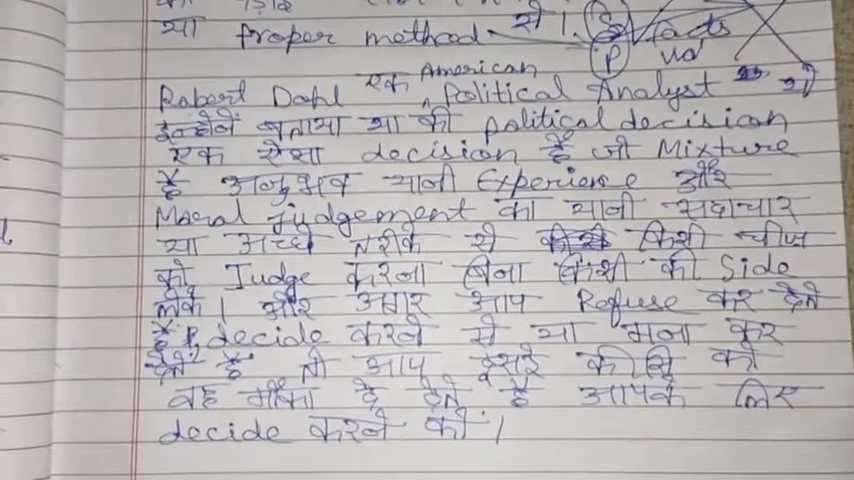 या proper method से । S facts
P Vd
Robert Dahl एक American Political Analyst थे
इन्होनें बताया था की political decision
एक ऐसा decision हैं जो Mixture
हैं अनुभव यानी Experience और
Moral judgement का यानी सदाचार
या अच्छे तरीके से किसी चीज
को Judge करना बिना किसी की Side
लिके । और अगर आप Refuse कर देते
हैं decide करने से या मना कर
देते हैं तो आप दूसरे किसि को
वह मौका दे देते हैं आपके लिए
decide करने की ।